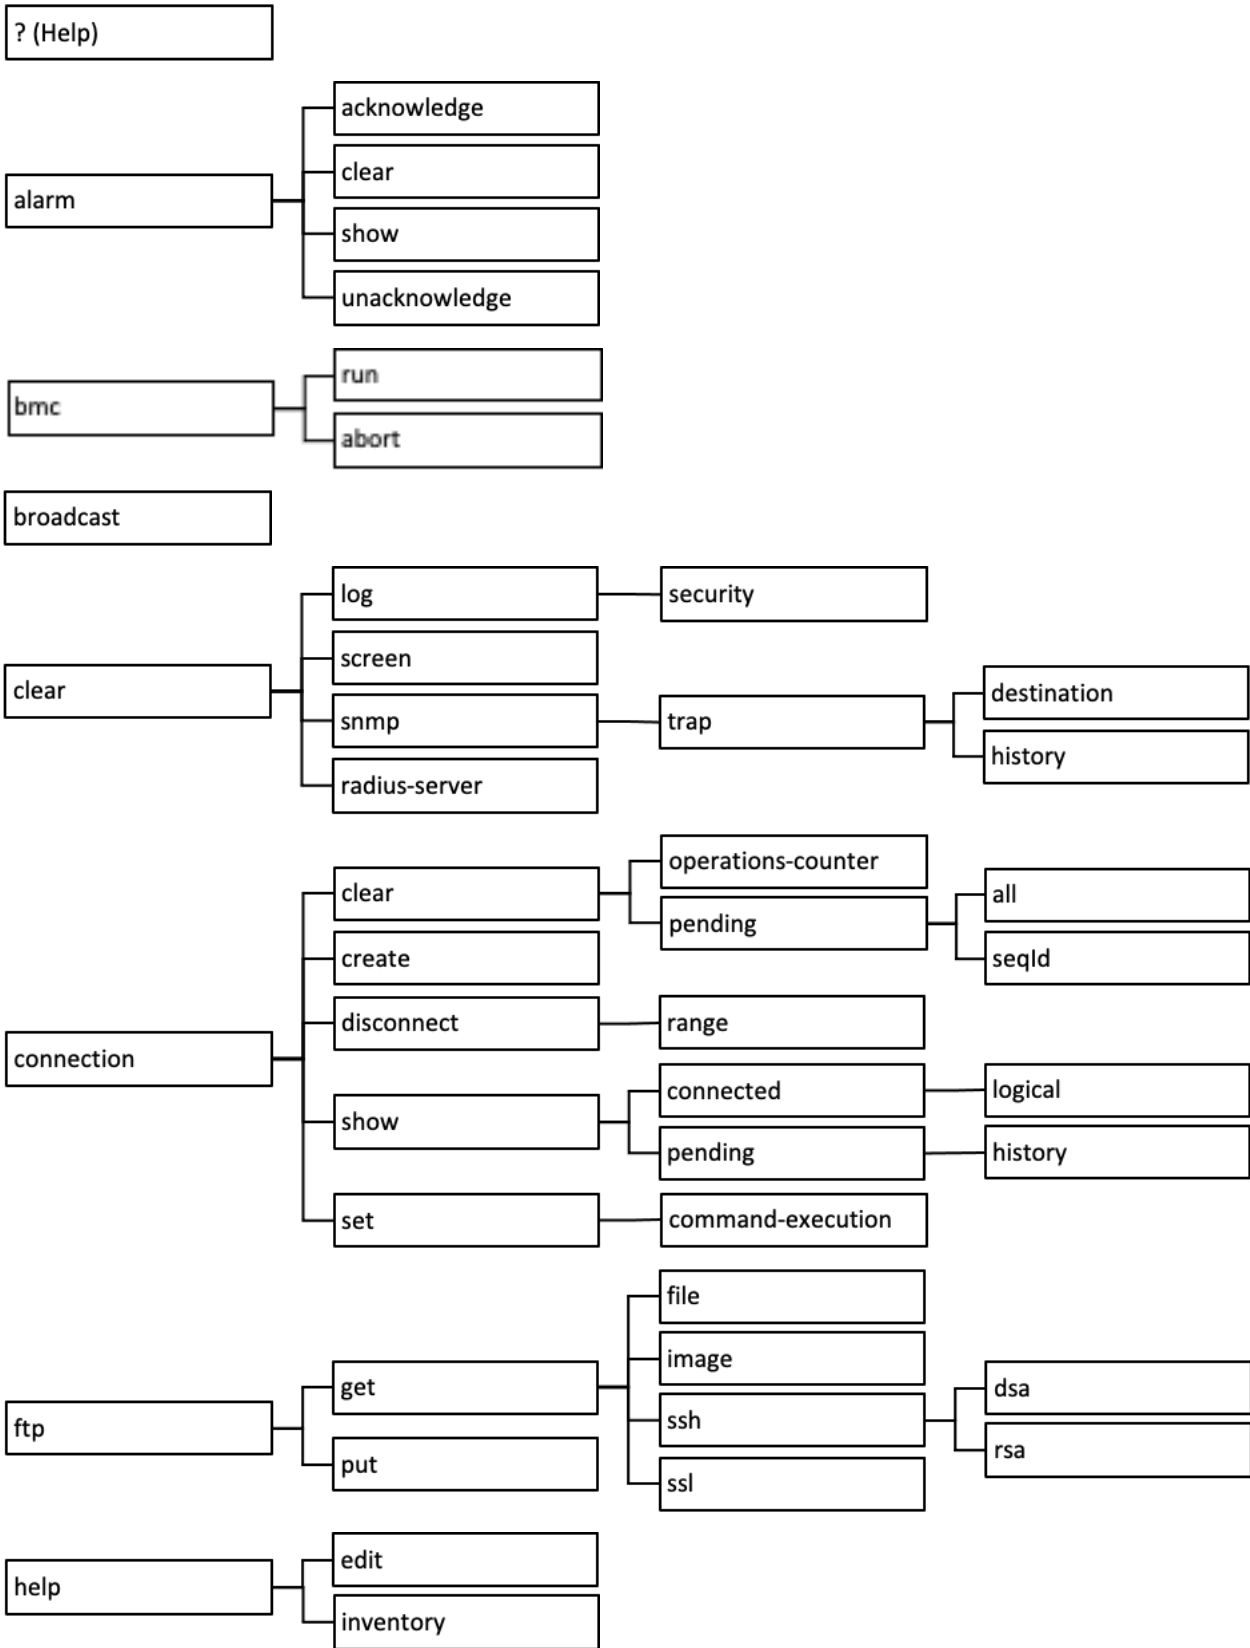 ? (Help)
alarm
acknowledge
clear
show
unacknowledge
bmc
run
abort
broadcast
clear
log
security
screen
snmp
trap
destination
history
radius-server
connection
clear
operations-counter
pending
all
seqId
create
disconnect
range
show
connected
logical
pending
history
set
command-execution
ftp
get
file
image
ssh
dsa
rsa
ssl
put
help
edit
inventory